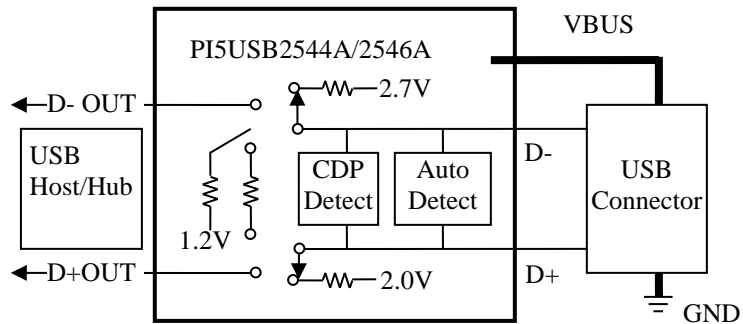 PI5USB2544A/2546A
VBUS
2.7V
D- OUT
D-
USB
Host/Hub
CDP
Detect
Auto
Detect
USB
Connector
1.2V
D+OUT
2.0V
D+
GND